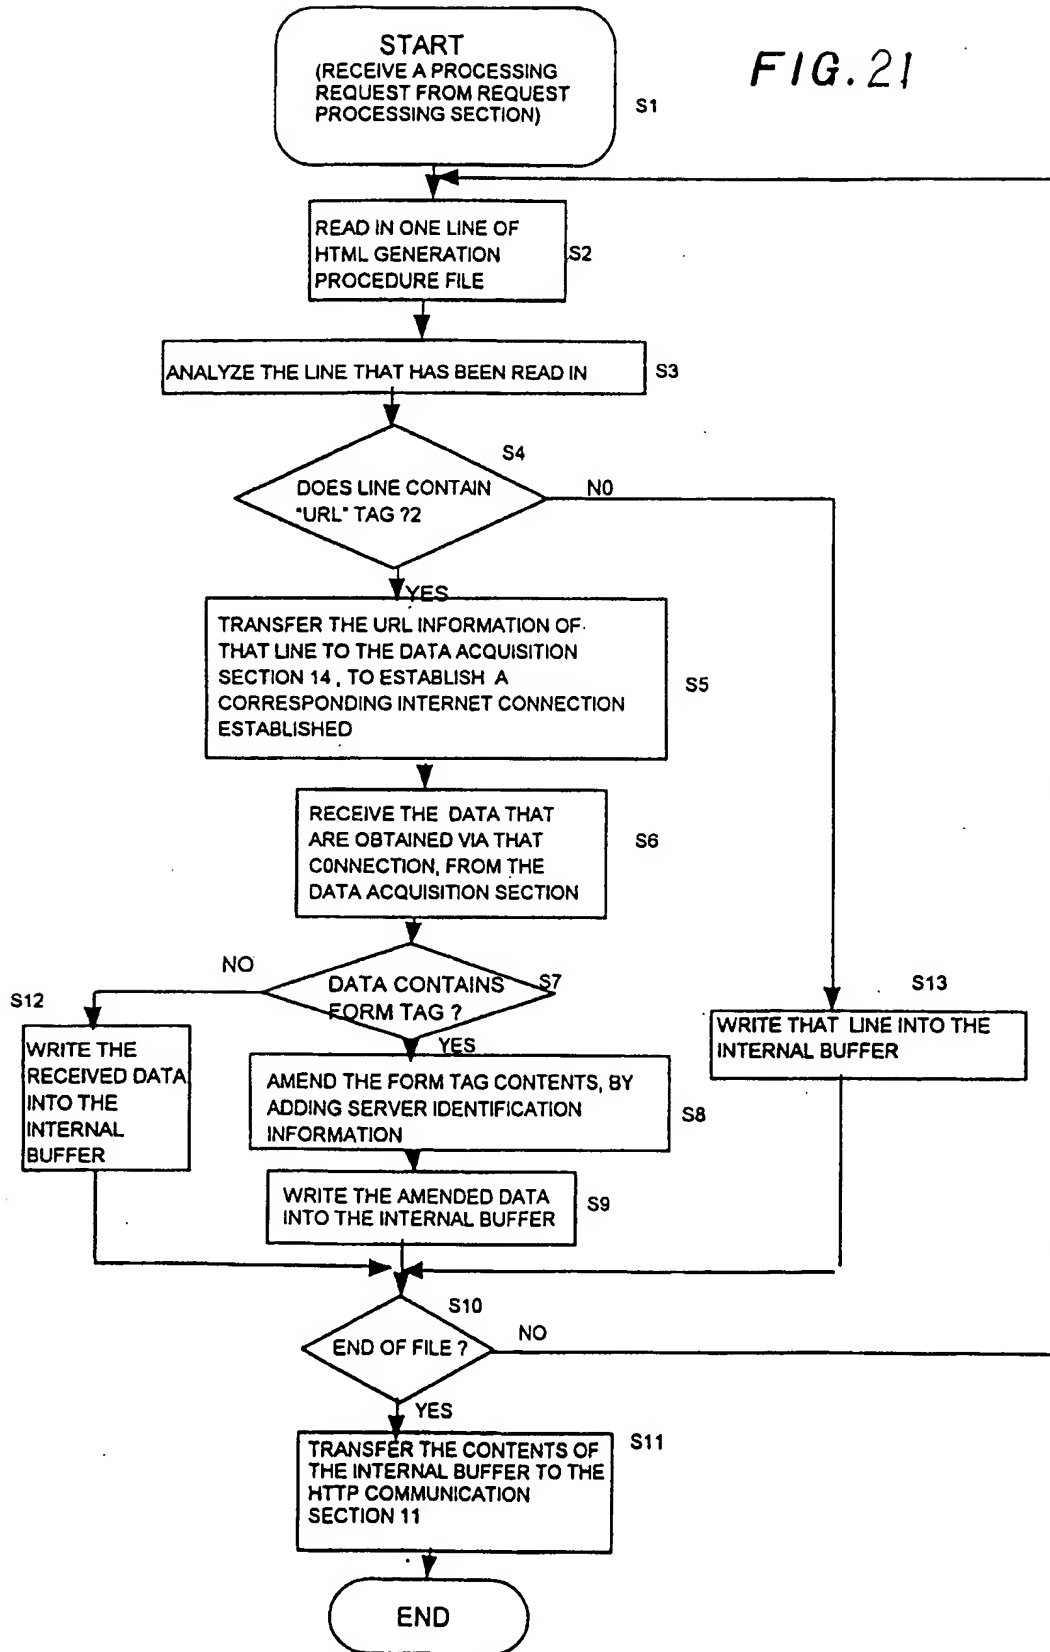 FIG. 21
START
(RECEIVE A PROCESSING
REQUEST FROM REQUEST
PROCESSING SECTION)
S1
READ IN ONE LINE OF
HTML GENERATION
PROCEDURE FILE
S2
ANALYZE THE LINE THAT HAS BEEN READ IN
S3
S4
DOES LINE CONTAIN
"URL" TAG ?2
NO
YES
TRANSFER THE URL INFORMATION OF
THAT LINE TO THE DATA ACQUISITION
SECTION 14 , TO ESTABLISH A
CORRESPONDING INTERNET CONNECTION
ESTABLISHED
S5
RECEIVE THE DATA THAT
ARE OBTAINED VIA THAT
CONNECTION, FROM THE
DATA ACQUISITION SECTION
S6
NO
DATA CONTAINS
FORM TAG ?
S7
YES
S12
WRITE THE
RECEIVED DATA
INTO THE
INTERNAL
BUFFER
S13
WRITE THAT LINE INTO THE
INTERNAL BUFFER
AMEND THE FORM TAG CONTENTS, BY
ADDING SERVER IDENTIFICATION
INFORMATION
S8
WRITE THE AMENDED DATA
INTO THE INTERNAL BUFFER
S9
S10
END OF FILE ?
NO
YES
TRANSFER THE CONTENTS OF
THE INTERNAL BUFFER TO THE
HTTP COMMUNICATION
SECTION 11
S11
END